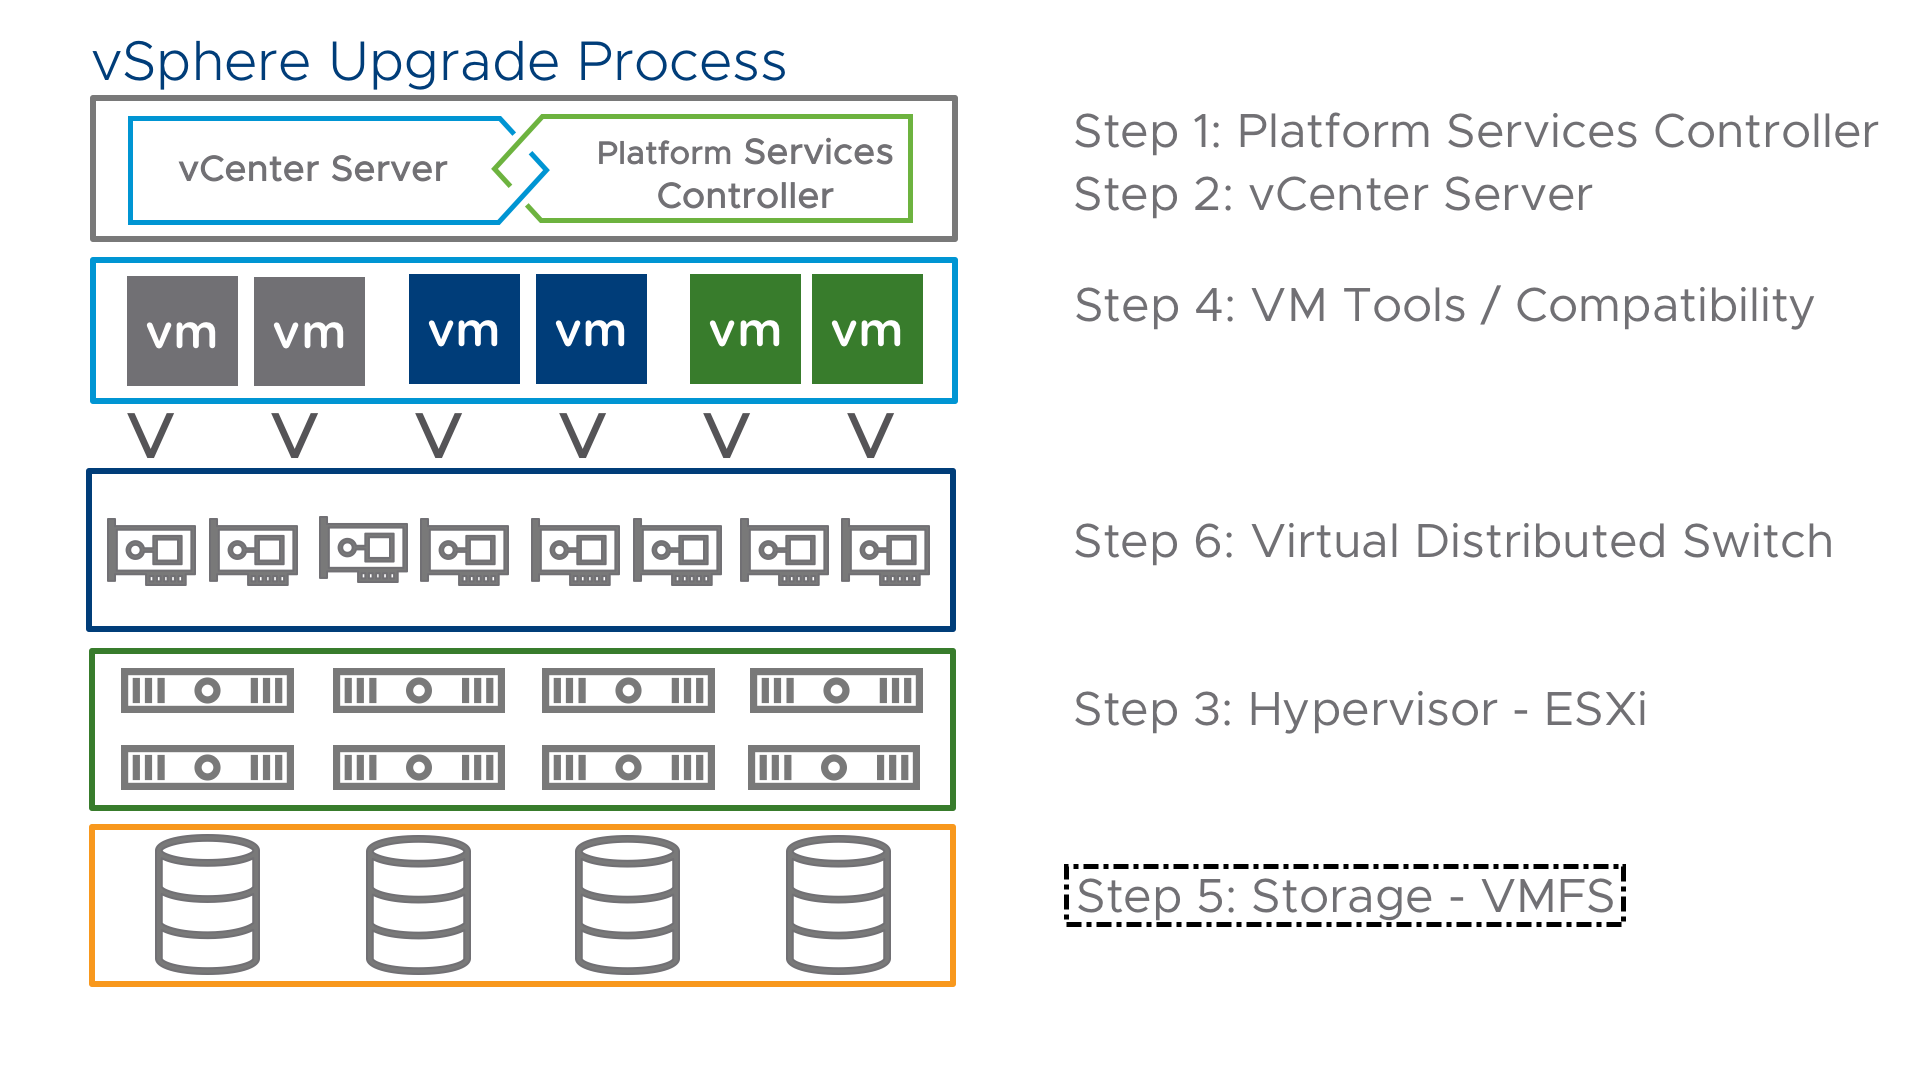 vSphere Upgrade Process
vCenter Server
Platform Services
Controller
Step 1: Platform Services Controller
Step 2: vCenter Server
vm vm vm vm vm vm
Step 4: VM Tools / Compatibility
V V V V V V
Step 6: Virtual Distributed Switch
Step 3: Hypervisor - ESXi
Step 5: Storage - VMFS